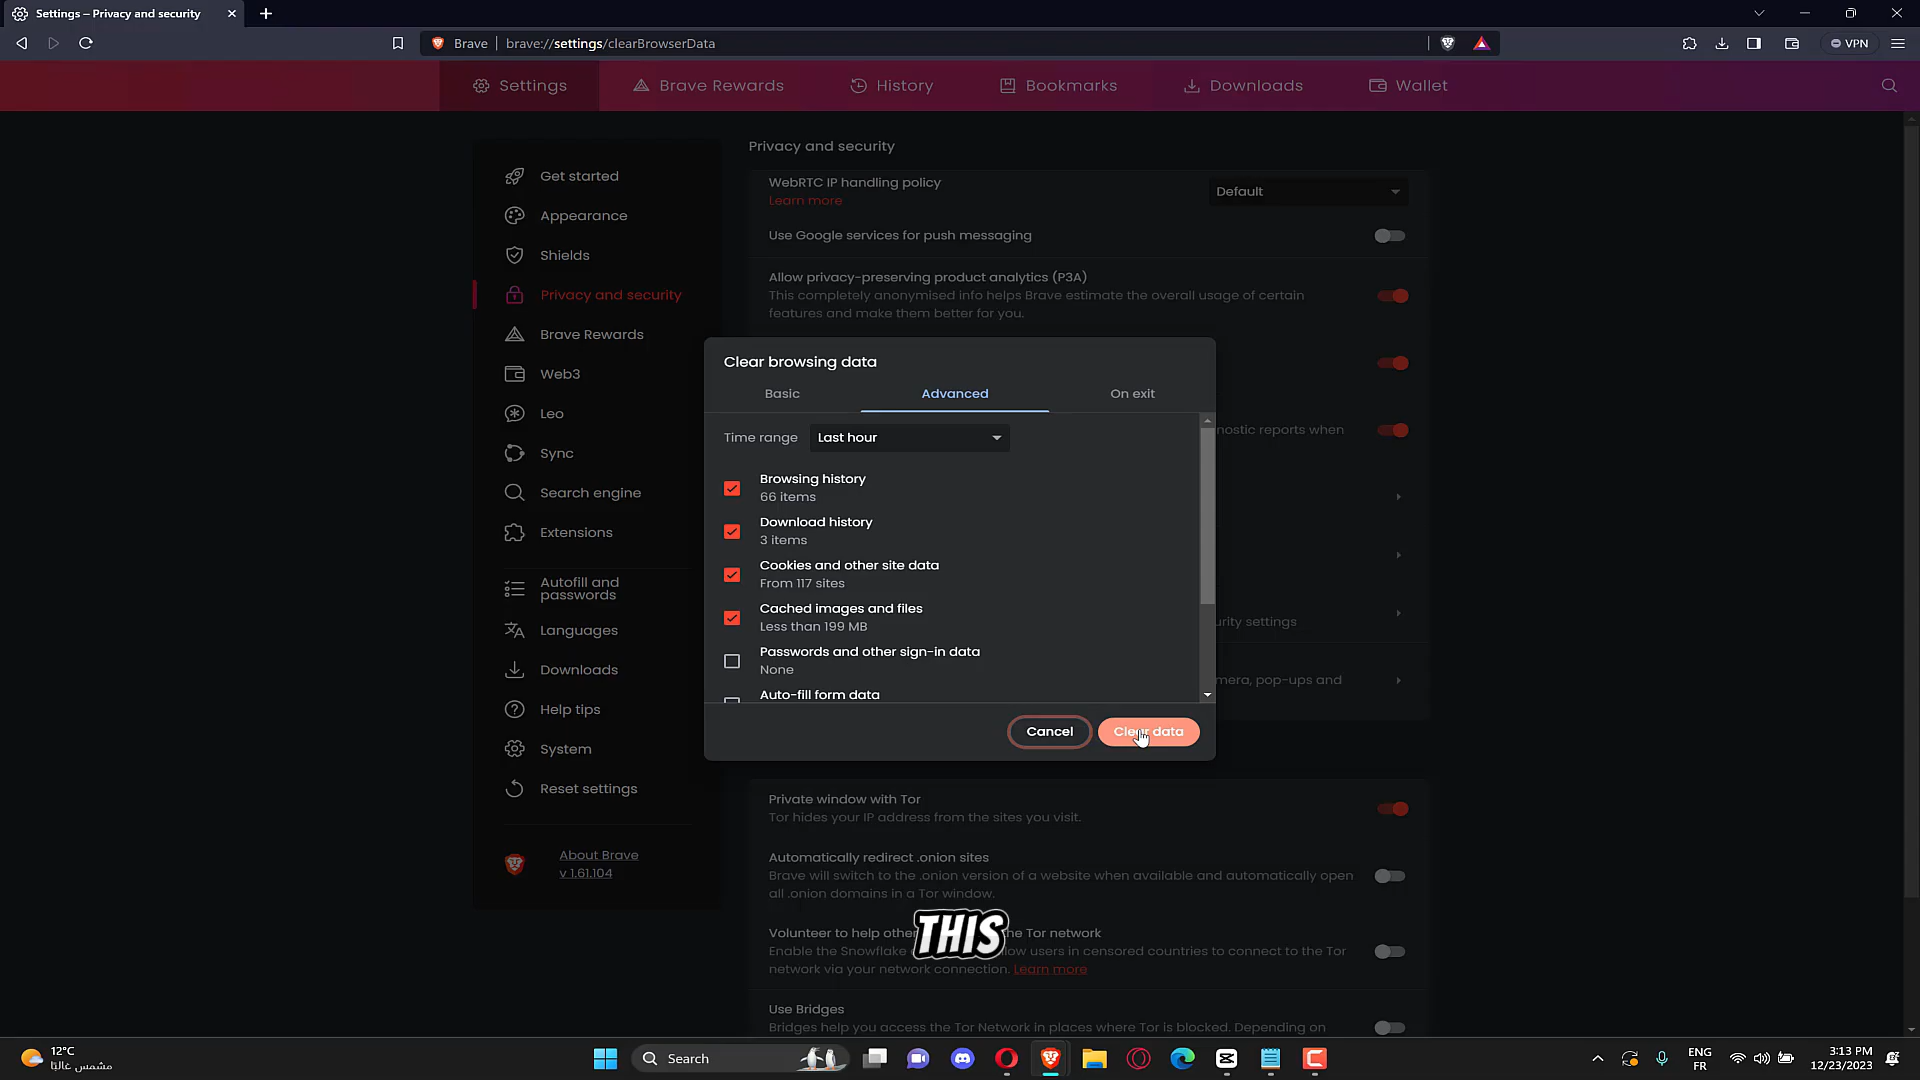 Settings – Privacy and security
Brave
brave://settings/clearBrowserData
VPN
Settings
Brave Rewards
History
Bookmarks
Downloads
Wallet
Get started
Appearance
Shields
Privacy and security
Brave Rewards
Web3
Leo
Sync
Search engine
Extensions
Autofill and
passwords
Languages
Downloads
Help tips
System
Reset settings
About Brave
v 1.61.104
Privacy and security
WebRTC IP handling policy
Learn more
Default
Use Google services for push messaging
Allow privacy-preserving product analytics (P3A)
This completely anonymised info helps Brave estimate the overall usage of certain
features and make them better for you.
nostic reports when
urity settings
mera, pop-ups and
Clear browsing data
Basic
Advanced
On exit
Time range
Last hour
Browsing history
66 items
Download history
3 items
Cookies and other site data
From 117 sites
Cached images and files
Less than 199 MB
Passwords and other sign-in data
None
Auto-fill form data
Cancel
Clear data
Private window with Tor
Tor hides your IP address from the sites you visit.
Automatically redirect .onion sites
Brave will switch to the .onion version of a website when available and automatically open
all .onion domains in a Tor window.
THIS
Volunteer to help other he Tor network
Enable the Snowflake low users in censored countries to connect to the Tor
network via your network connection. Learn more
Use Bridges
Bridges help you access the Tor Network in places where Tor is blocked. Depending on
12°C
مشمس غالبًا
Search
ENG
FR
3:13 PM
12/23/2023